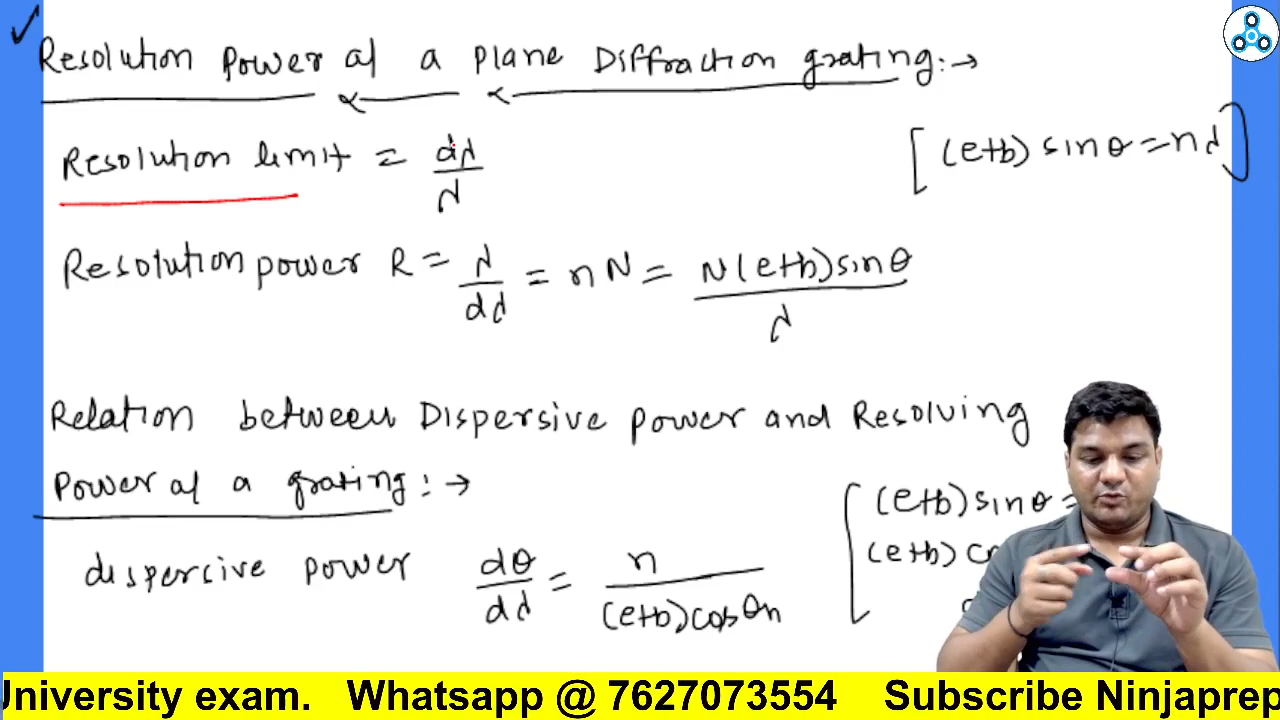 Resolution Power of a Plane Diffraction grating:→
Resolution limit = dλ/λ
[(e+b) sinθ = nλ]
Resolution power R = λ/dλ = nN = N(e+b)sinθ/λ
Relation between Dispersive Power and Resolving
Power of a grating:→
(e+b)sinθ =
dispersive power dθ/dλ = n/(e+b)cosθn
(e+b)
University exam. Whatsapp @ 7627073554 Subscribe Ninjaprep